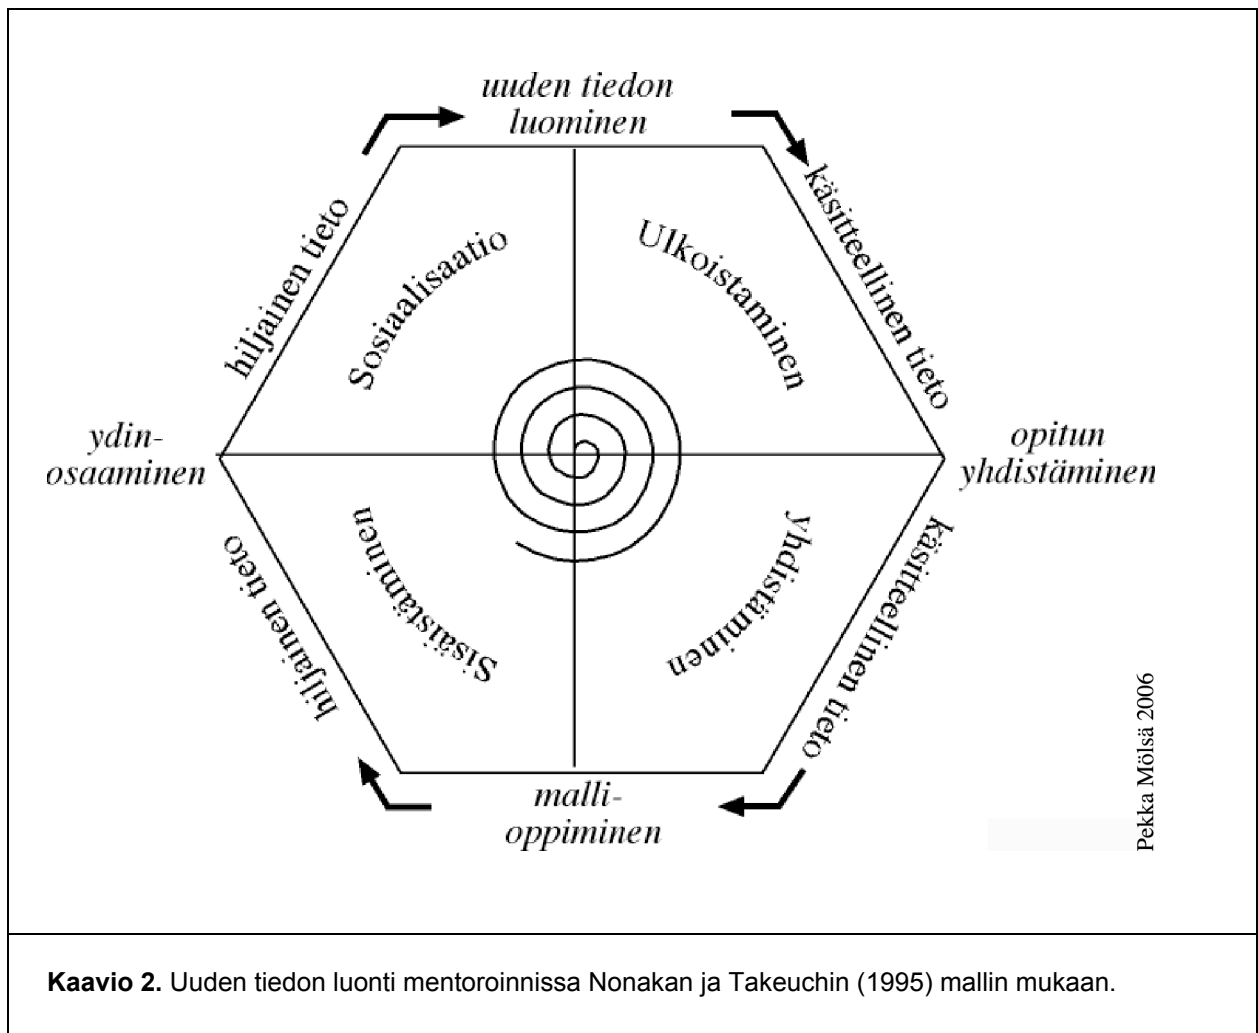 uuden tiedon
luominen
hiljainen tieto
käsitteellinen tieto
Sosiaalisaatio
Ulkoistaminen
ydin-
osaaminen
opitun
yhdistäminen
Sisäistäminen
yhdistäminen
hiljainen tieto
käsitteellinen tieto
malli-
oppiminen
Pekka Mölsä 2006
Kaavio 2. Uuden tiedon luonti mentoroinnissa Nonakan ja Takeuchin (1995) mallin mukaan.